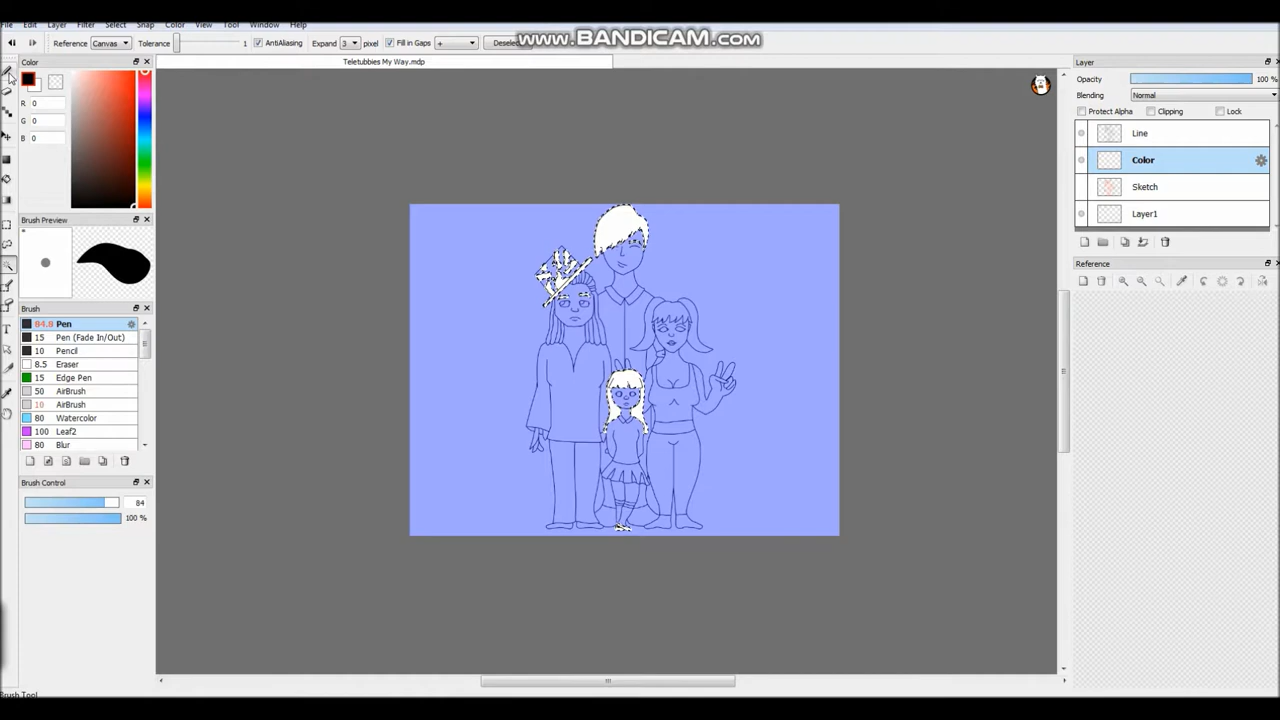 File Edit Layer Filter Select Snap Color View Tool Window Help
www.BANDICAM.com
Reference Canvas Tolerance 1 AntiAliasing Expand 3 pixel Fill in Gaps + Deselect
Color
Teletubbies My Way.mdp
Layer
R 0
G 0
B 0
Opacity 100 %
Blending Normal
Protect Alpha Clipping Lock
Line
Color
Sketch
Layer1
Brush Preview
Reference
Brush
84.8 Pen
15 Pen (Fade In/Out)
10 Pencil
8.5 Eraser
15 Edge Pen
50 AirBrush
10 AirBrush
80 Watercolor
100 Leaf2
80 Blur
Brush Control
84
100 %
Brush Tool